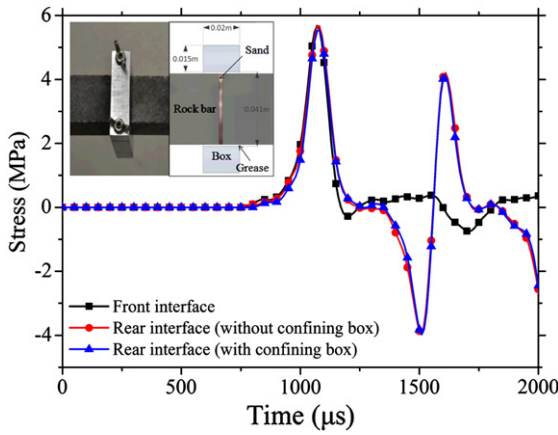 0.02m
0.015m
Sand
Rock bar
0.041m
Box
Grease
6
4
2
0
-2
-4
Stress (MPa)
Front interface
Rear interface (without confining box)
Rear interface (with confining box)
0 500 1000 1500 2000
Time (μs)